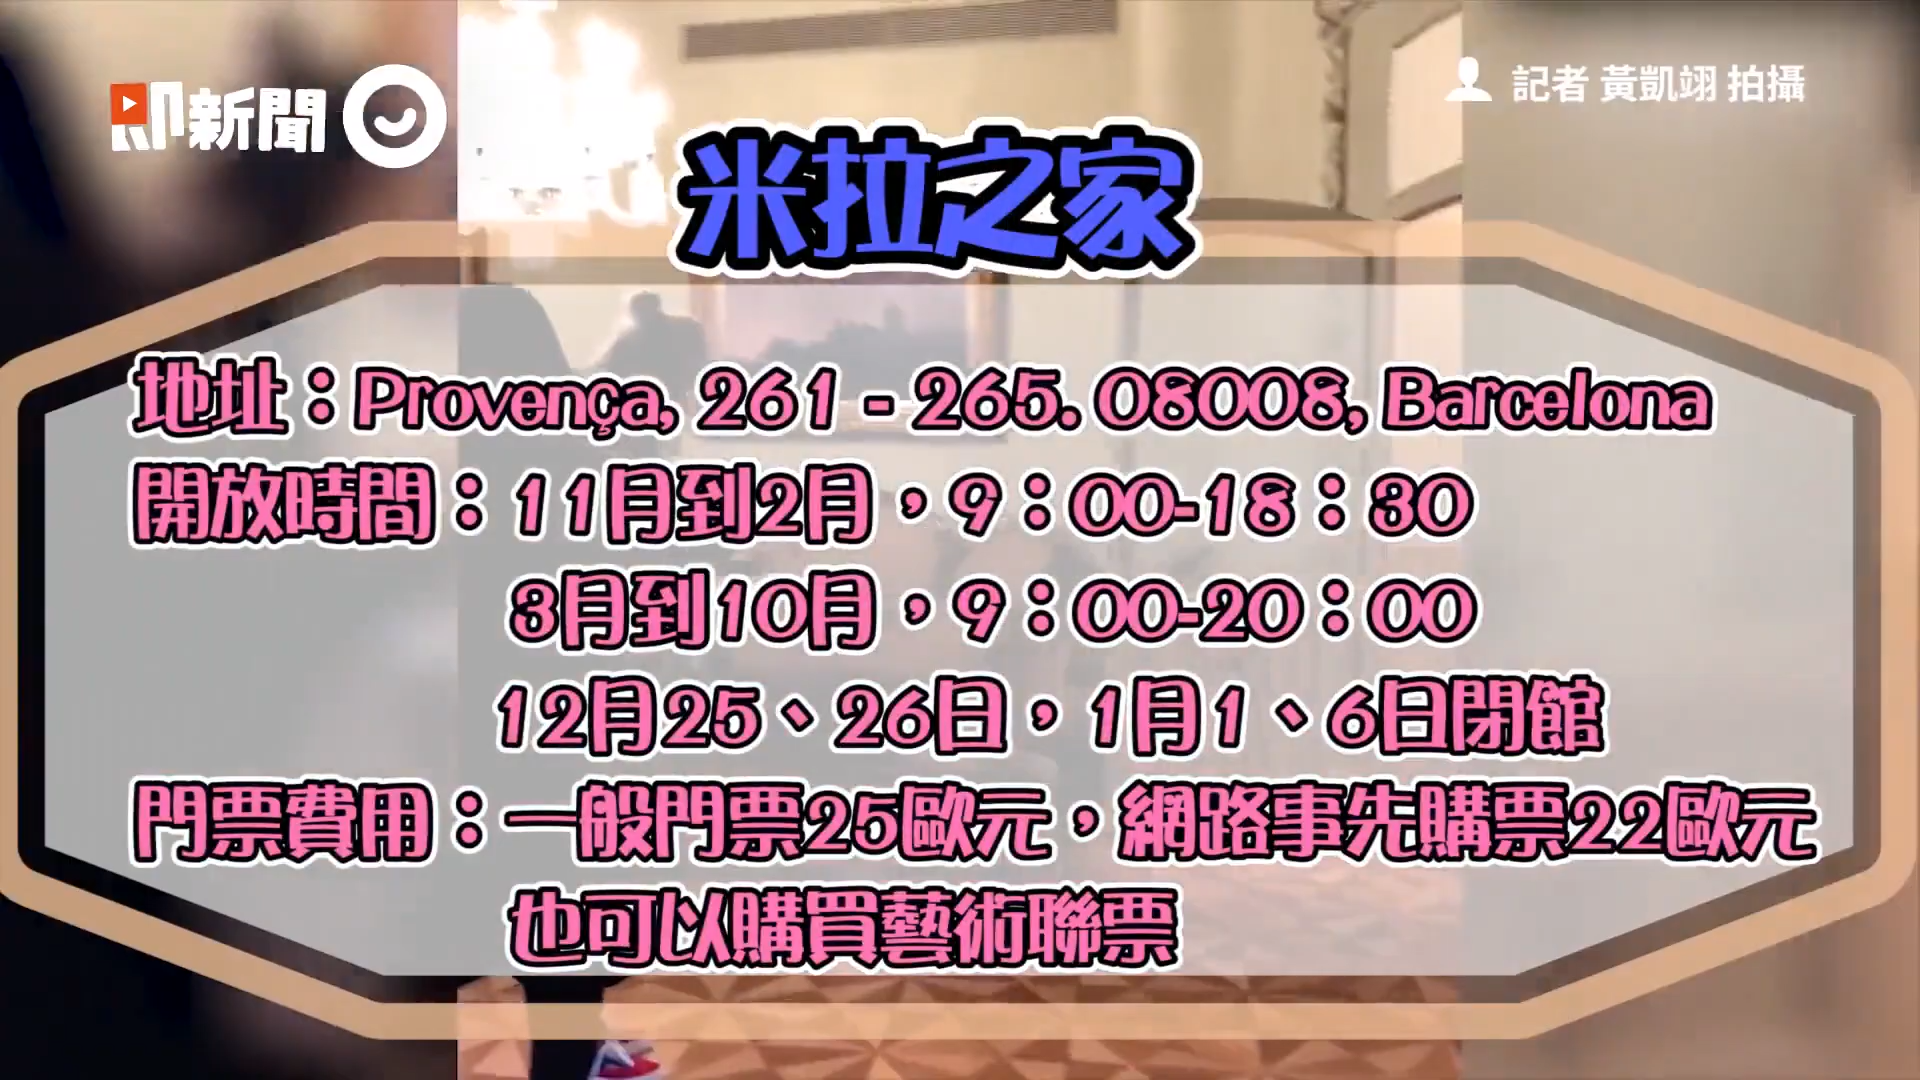 即新聞
記者 黃凱翊 拍攝
米拉之家
地址：Provença, 261 - 265. 08008, Barcelona
開放時間：11月到2月，9：00-18：30
3月到10月，9：00-20：00
12月25、26日，1月1、6日閉館
門票費用：一般門票25歐元，網路事先購票22歐元
也可以購買藝術聯票